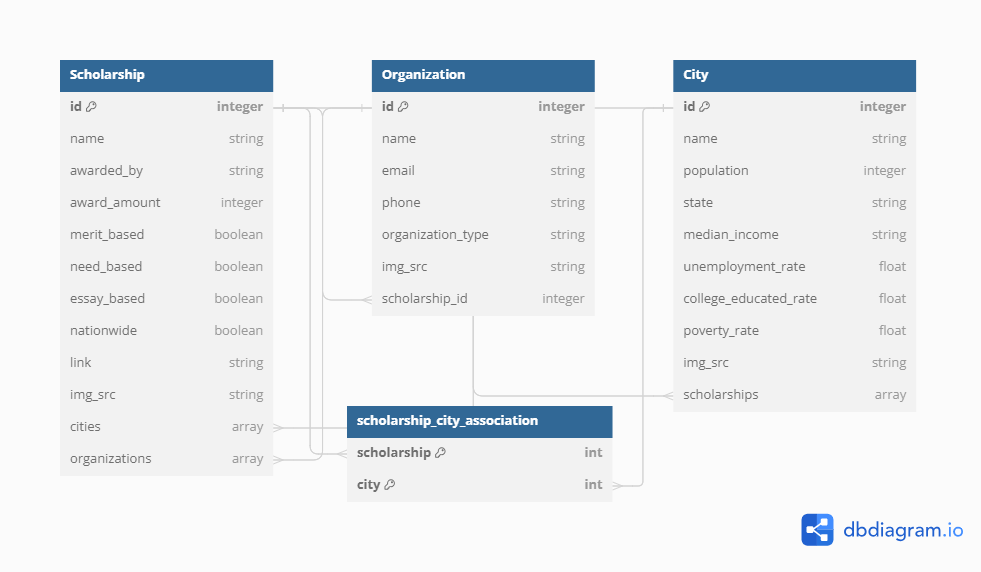 Scholarship
id integer
name string
awarded_by string
award_amount integer
merit_based boolean
need_based boolean
essay_based boolean
nationwide boolean
link string
img_src string
cities array
organizations array
Organization
id integer
name string
email string
phone string
organization_type string
img_src string
scholarship_id integer
City
id integer
name string
population integer
state string
median_income string
unemployment_rate float
college_educated_rate float
poverty_rate float
img_src string
scholarships array
scholarship_city_association
scholarship int
city int
dbdiagram.io